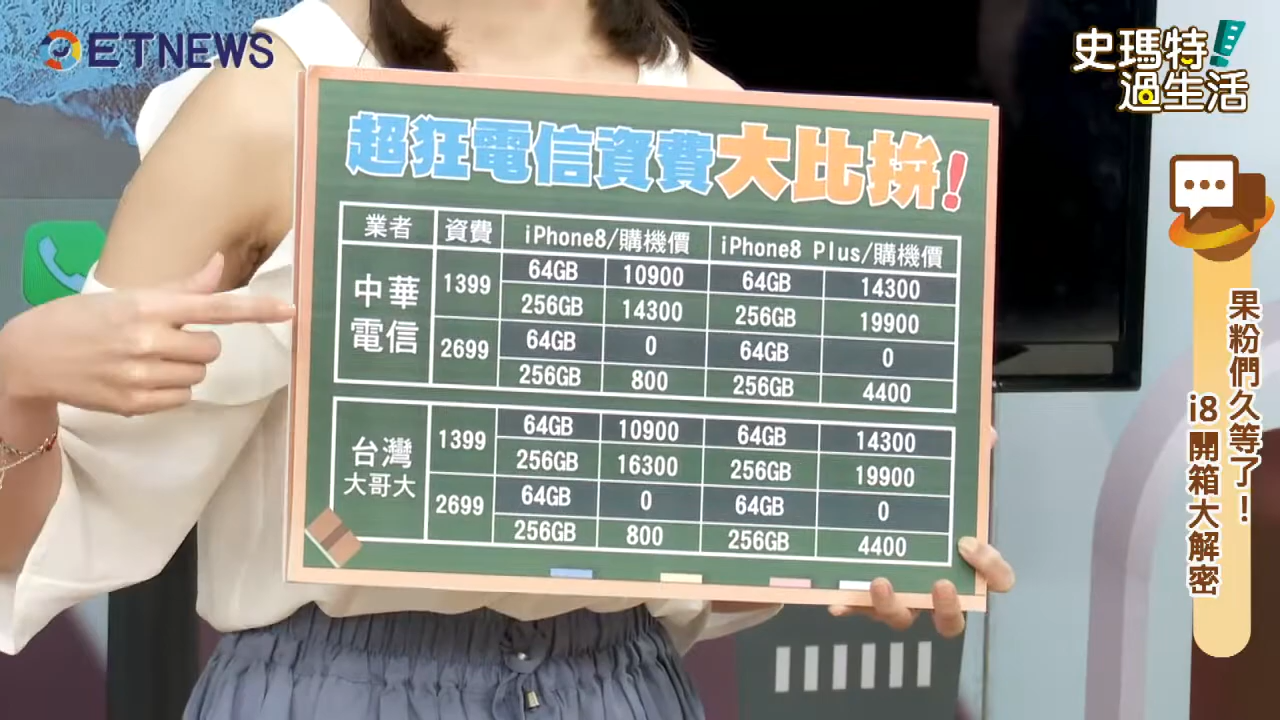 ETNEWS
史瑪特!
過生活
超狂電信資費大比拚!
業者 資費 iPhone8/購機價 iPhone8 Plus/購機價
中華電信 1399 64GB 10900 64GB 14300
256GB 14300 256GB 19900
2699 64GB 0 64GB 0
256GB 800 256GB 4400
台灣大哥大 1399 64GB 10900 64GB 14300
256GB 16300 256GB 19900
2699 64GB 0 64GB 0
256GB 800 256GB 4400
果粉們久等了!
i8開箱大解密